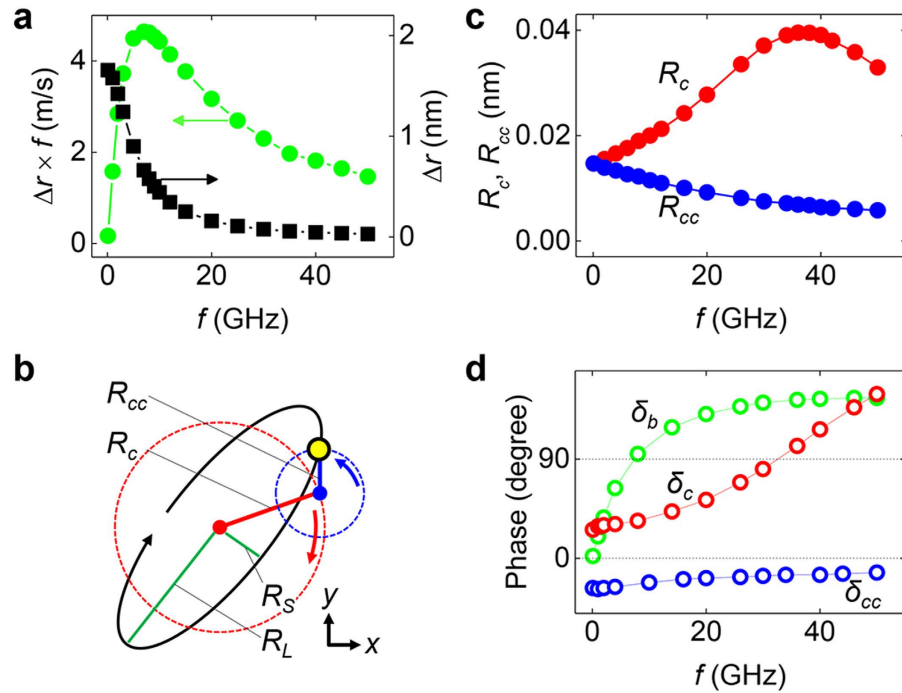 a
Δr × f (m/s)
4
2
0
2
1
0
Δr (nm)
0 20 40
f (GHz)
c
R_c, R_cc (nm)
0.04
0.02
0.00
R_c
R_cc
0 20 40
f (GHz)
b
R_cc
R_c
R_S
R_L
y
x
d
Phase (degree)
90
0
δ_b
δ_c
δ_cc
0 20 40
f (GHz)